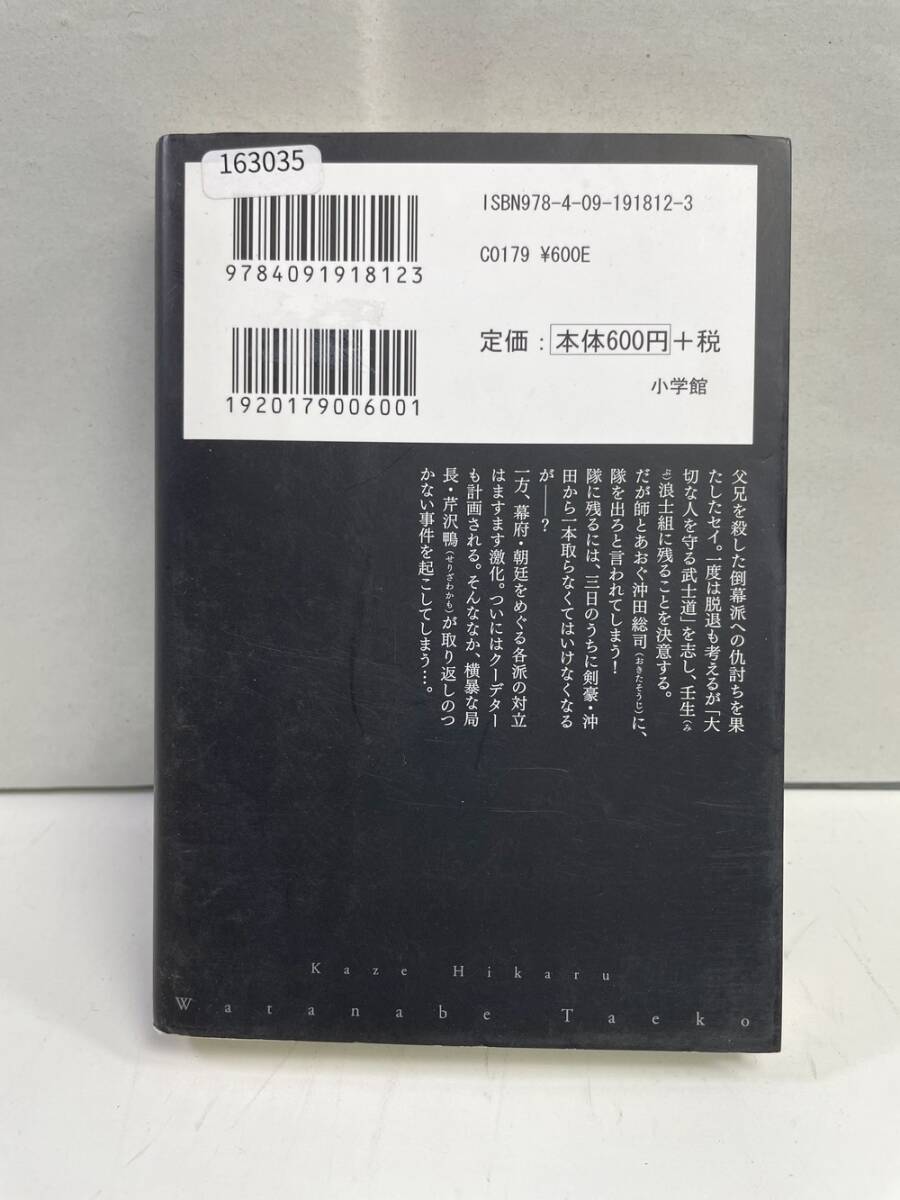 163035
ISBN978-4-09-191812-3
9784091918123
C0179 ¥600E
定価：本体600円＋税
1920179006001
小学館
父兄を殺した倒幕派への仇討ちを果
たしたセイ。一度は脱退も考えるが「大
切な人を守る武士道」を志し、壬生（み
ぶ）浪士組に残ることを決意する。
だが師とあおぐ沖田総司（おきたそうじ）に、
隊を出ろと言われてしまう！
隊に残るには、三日のうちに剣豪・沖
田から一本取らなくてはいけなくなる
が――？
一方、幕府・朝廷をめぐる各派の対立
はますます激化。ついにはクーデター
も計画される。そんななか、横暴な局
長・芹沢鴨（せりざわかも）が取り返しのつ
かない事件を起こしてしまう…。
Kaze Hikaru
Watanabe Taeko